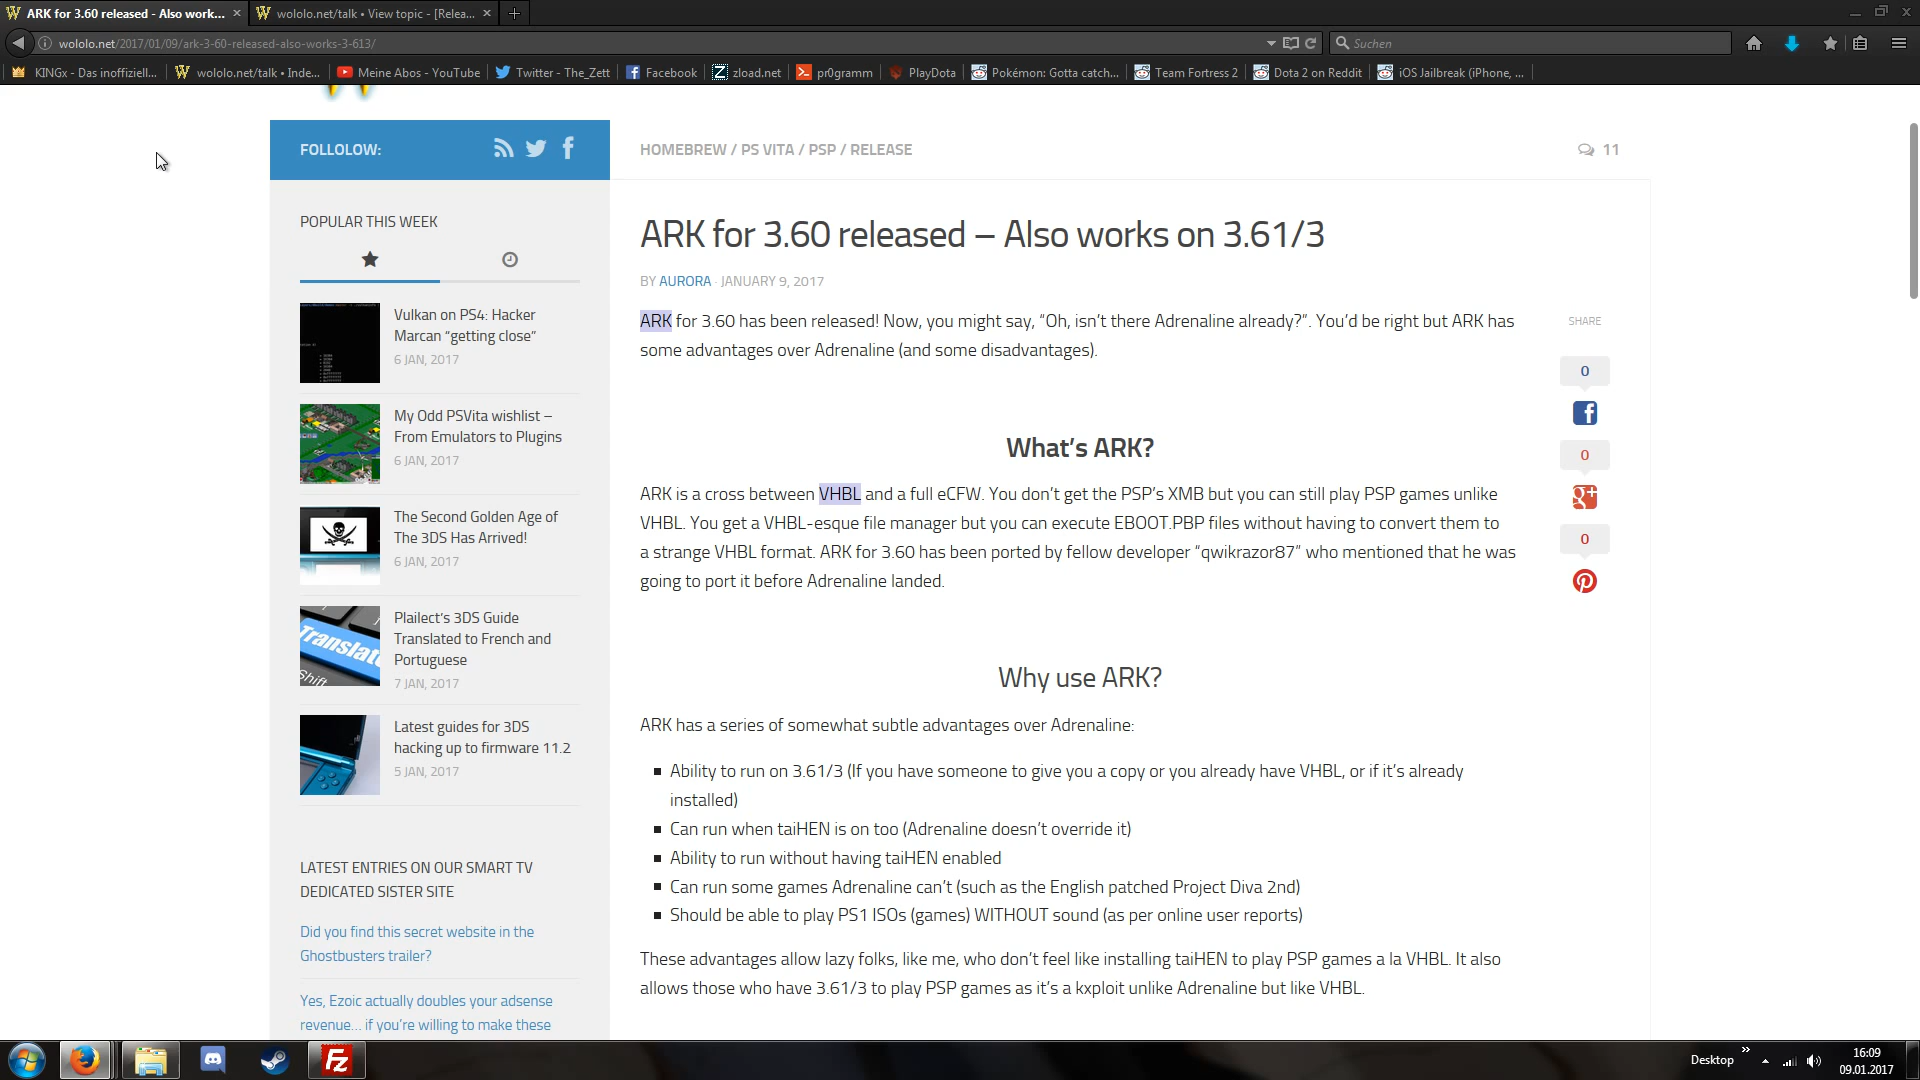 ARK for 3.60 released - Also work...
wololo.net/talk • View topic - [Relea...
wololo.net/2017/01/09/ark-3-60-released-also-works-3-613/
Suchen
KINGx - Das inoffiziell...
wololo.net/talk • Inde...
Meine Abos - YouTube
Twitter - The_Zett
Facebook
zload.net
pr0gramm
PlayDota
Pokémon: Gotta catch...
Team Fortress 2
Dota 2 on Reddit
iOS Jailbreak (iPhone, ...
FOLLOLOW:
HOMEBREW / PS VITA / PSP / RELEASE
11
POPULAR THIS WEEK
Vulkan on PS4: Hacker
Marcan “getting close”
6 JAN, 2017
My Odd PSVita wishlist –
From Emulators to Plugins
6 JAN, 2017
The Second Golden Age of
The 3DS Has Arrived!
6 JAN, 2017
Translate
Shift
Plailect’s 3DS Guide
Translated to French and
Portuguese
7 JAN, 2017
Latest guides for 3DS
hacking up to firmware 11.2
5 JAN, 2017
LATEST ENTRIES ON OUR SMART TV
DEDICATED SISTER SITE
Did you find this secret website in the
Ghostbusters trailer?
Yes, Ezoic actually doubles your adsense
revenue... if you’re willing to make these
ARK for 3.60 released – Also works on 3.61/3
BY AURORA · JANUARY 9, 2017
ARK for 3.60 has been released! Now, you might say, “Oh, isn’t there Adrenaline already?“. You’d be right but ARK has
some advantages over Adrenaline (and some disadvantages).
What’s ARK?
ARK is a cross between VHBL and a full eCFW. You don’t get the PSP’s XMB but you can still play PSP games unlike
VHBL. You get a VHBL-esque file manager but you can execute EBOOT.PBP files without having to convert them to
a strange VHBL format. ARK for 3.60 has been ported by fellow developer “qwikrazor87” who mentioned that he was
going to port it before Adrenaline landed.
Why use ARK?
ARK has a series of somewhat subtle advantages over Adrenaline:
Ability to run on 3.61/3 (If you have someone to give you a copy or you already have VHBL, or if it’s already
installed)
Can run when taiHEN is on too (Adrenaline doesn’t override it)
Ability to run without having taiHEN enabled
Can run some games Adrenaline can’t (such as the English patched Project Diva 2nd)
Should be able to play PS1 ISOs (games) WITHOUT sound (as per online user reports)
These advantages allow lazy folks, like me, who don’t feel like installing taiHEN to play PSP games a la VHBL. It also
allows those who have 3.61/3 to play PSP games as it’s a kxploit unlike Adrenaline but like VHBL.
SHARE
0
0
0
Desktop
16:09
09.01.2017